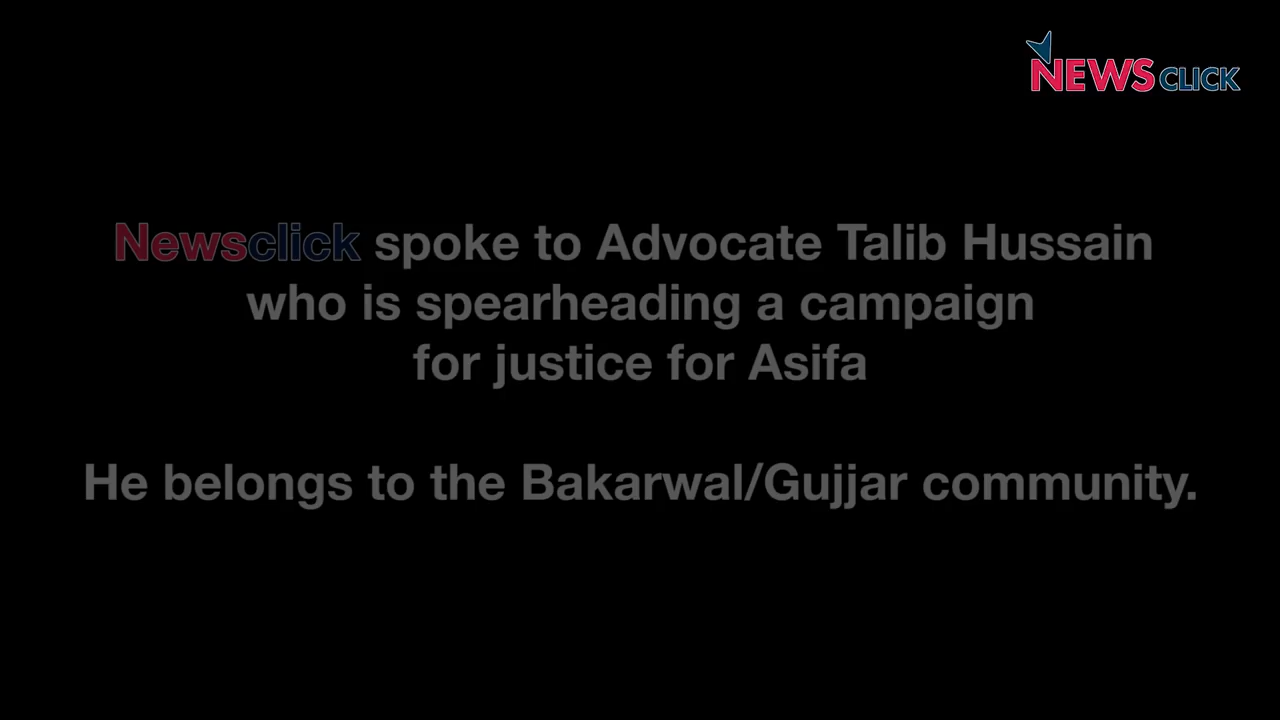 NEWSCLICK
Newsclick spoke to Advocate Talib Hussain
who is spearheading a campaign
for justice for Asifa
He belongs to the Bakarwal/Gujjar community.